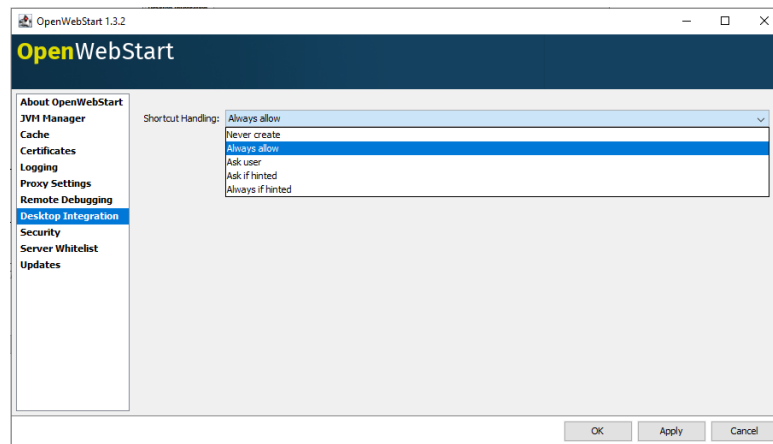 OpenWebStart 1.3.2
OpenWebStart
About OpenWebStart
JVM Manager
Cache
Certificates
Logging
Proxy Settings
Remote Debugging
Desktop Integration
Security
Server Whitelist
Updates
Shortcut Handling: Always allow
Never create
Always allow
Ask user
Ask if hinted
Always if hinted
OK Apply Cancel